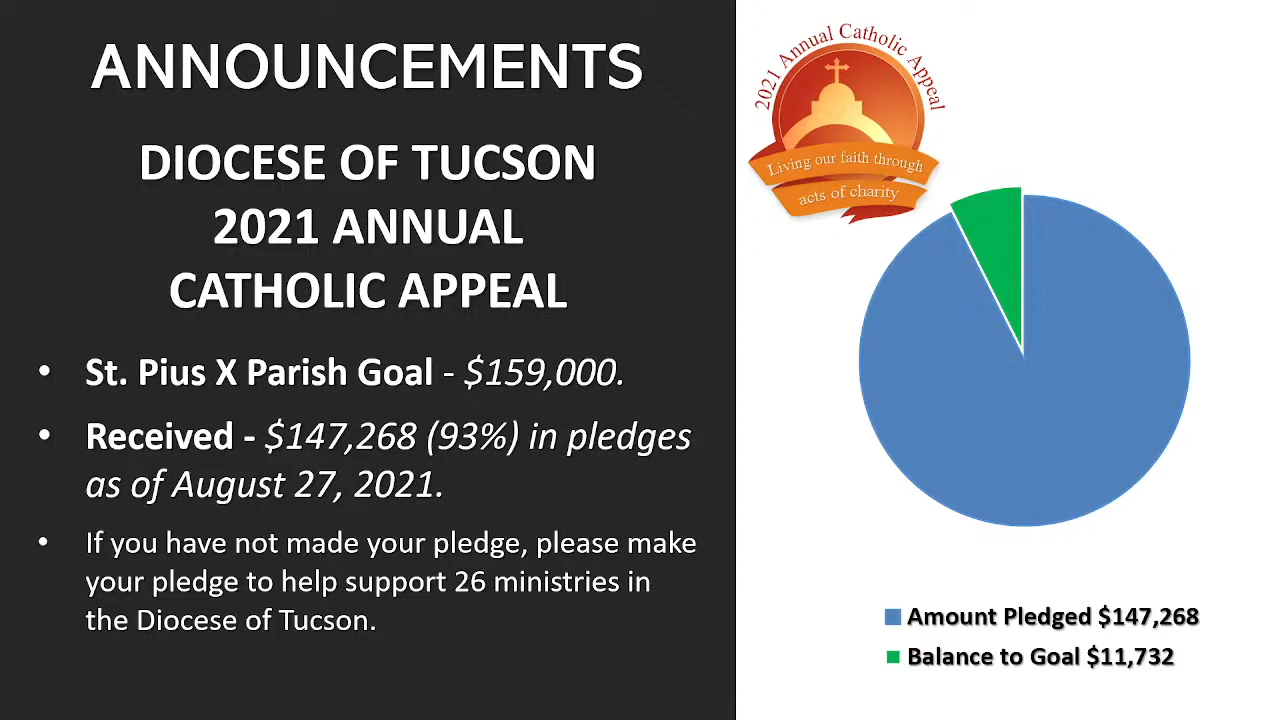 ANNOUNCEMENTS
DIOCESE OF TUCSON
2021 ANNUAL
CATHOLIC APPEAL
• St. Pius X Parish Goal - $159,000.
• Received - $147,268 (93%) in pledges
as of August 27, 2021.
• If you have not made your pledge, please make
your pledge to help support 26 ministries in
the Diocese of Tucson.
2021 Annual Catholic Appeal
Living our faith through
acts of charity
Amount Pledged $147,268
Balance to Goal $11,732